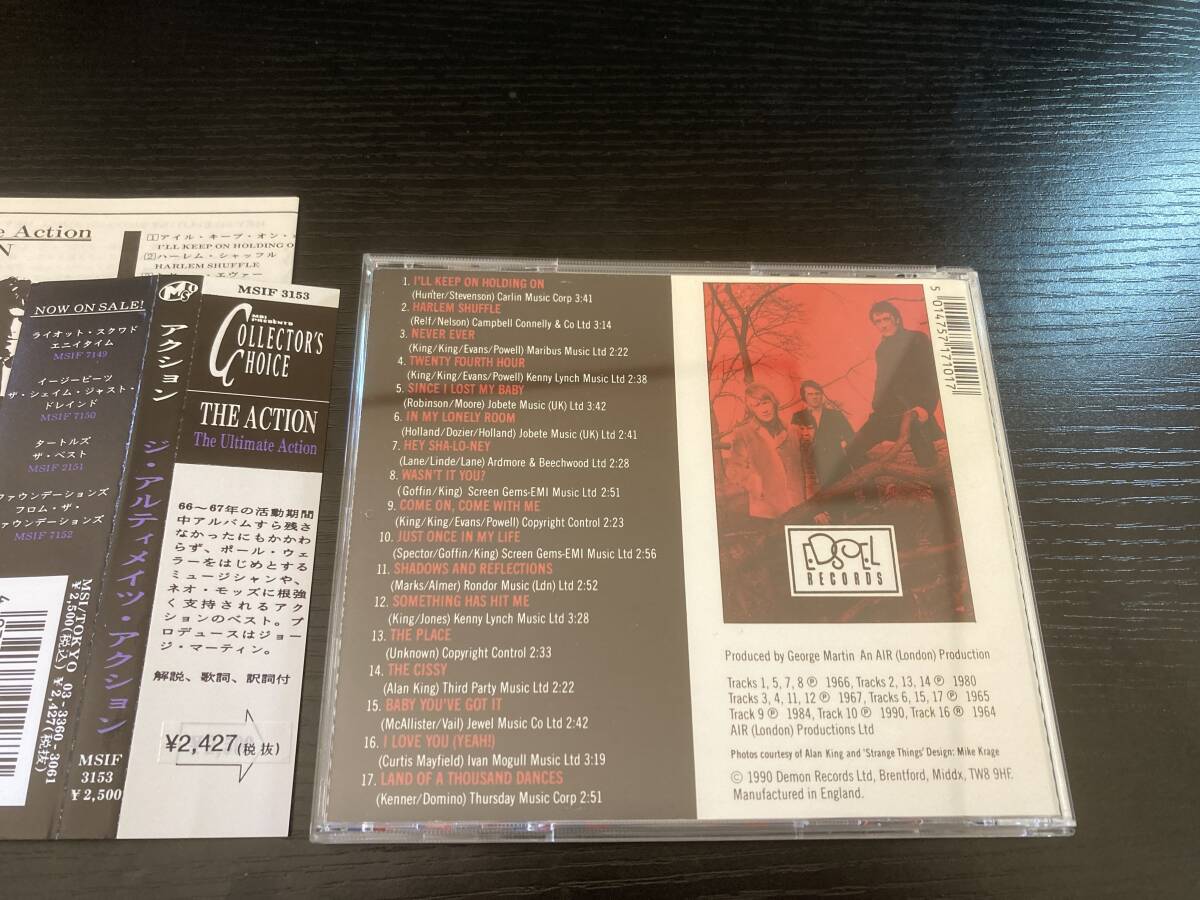 e Action
N
1 アイル・キープ・オン・
I'LL KEEP ON HOLDING O
2 ハーレム・シャッフル
HARLEM SHUFFLE
エヴァー
NOW ON SALE!
ライオット・スクワド
エニイタイム
MSIF 7149
イージービーツ
ザ・シェイム・ジャスト・
ドレインド
MSIF 7150
タートルズ
ザ・ベスト
MSIF 2151
ファウンデーションズ
フロム・ザ・
ファウンデーションズ
MSIF 7152
MSI/TOKYO 03-3360-3061
¥2,500(税込) ¥2,427(税抜)
MSI
アクション
ジ・アルティメイツ・アクション
MSIF
3153
¥2,500
MSIF 3153
MSI
PRESENTS
COLLECTOR'S
CHOICE
THE ACTION
The Ultimate Action
66〜67年の活動期間
中アルバムすら残さ
なかったにもかかわ
らず、ポール・ウェ
ラーをはじめとする
ミュージシャンや、
ネオ・モッズに根強
く支持されるアク
ションのベスト。プ
ロデュースはジョー
ジ・マーティン。
解説、歌詞、訳詞付
¥2,427(税抜)
1. I'LL KEEP ON HOLDING ON
(Hunter/Stevenson) Carlin Music Corp 3:41
2. HARLEM SHUFFLE
(Relf/Nelson) Campbell Connelly & Co Ltd 3:14
3. NEVER EVER
(King/King/Evans/Powell) Maribus Music Ltd 2:22
4. TWENTY FOURTH HOUR
(King/King/Evans/Powell) Kenny Lynch Music Ltd 2:38
5. SINCE I LOST MY BABY
(Robinson/Moore) Jobete Music (UK) Ltd 3:42
6. IN MY LONELY ROOM
(Holland/Dozier/Holland) Jobete Music (UK) Ltd 2:41
7. HEY SHA-LO-NEY
(Lane/Linde/Lane) Ardmore & Beechwood Ltd 2:28
8. WASN'T IT YOU?
(Goffin/King) Screen Gems-EMI Music Ltd 2:51
9. COME ON, COME WITH ME
(King/King/Evans/Powell) Copyright Control 2:23
10. JUST ONCE IN MY LIFE
(Spector/Goffin/King) Screen Gems-EMI Music Ltd 2:56
11. SHADOWS AND REFLECTIONS
(Marks/Almer) Rondor Music (Ldn) Ltd 2:52
12. SOMETHING HAS HIT ME
(King/Jones) Kenny Lynch Music Ltd 3:28
13. THE PLACE
(Unknown) Copyright Control 2:33
14. THE CISSY
(Alan King) Third Party Music Ltd 2:22
15. BABY YOU'VE GOT IT
(McAllister/Vail) Jewel Music Co Ltd 2:42
16. I LOVE YOU (YEAH!)
(Curtis Mayfield) Ivan Mogull Music Ltd 3:19
17. LAND OF A THOUSAND DANCES
(Kenner/Domino) Thursday Music Corp 2:51
5 014757 171017
EDSEL
RECORDS
Produced by George Martin An AIR (London) Production
Tracks 1, 5, 7, 8 ℗ 1966, Tracks 2, 13, 14 ℗ 1980
Tracks 3, 4, 11, 12 ℗ 1967, Tracks 6, 15, 17 ℗ 1965
Track 9 ℗ 1984, Track 10 ℗ 1990, Track 16 ® 1964
AIR (London) Productions Ltd
Photos courtesy of Alan King and 'Strange Things' Design: Mike Krage
© 1990 Demon Records Ltd, Brentford, Middx, TW8 9HF.
Manufactured in England.